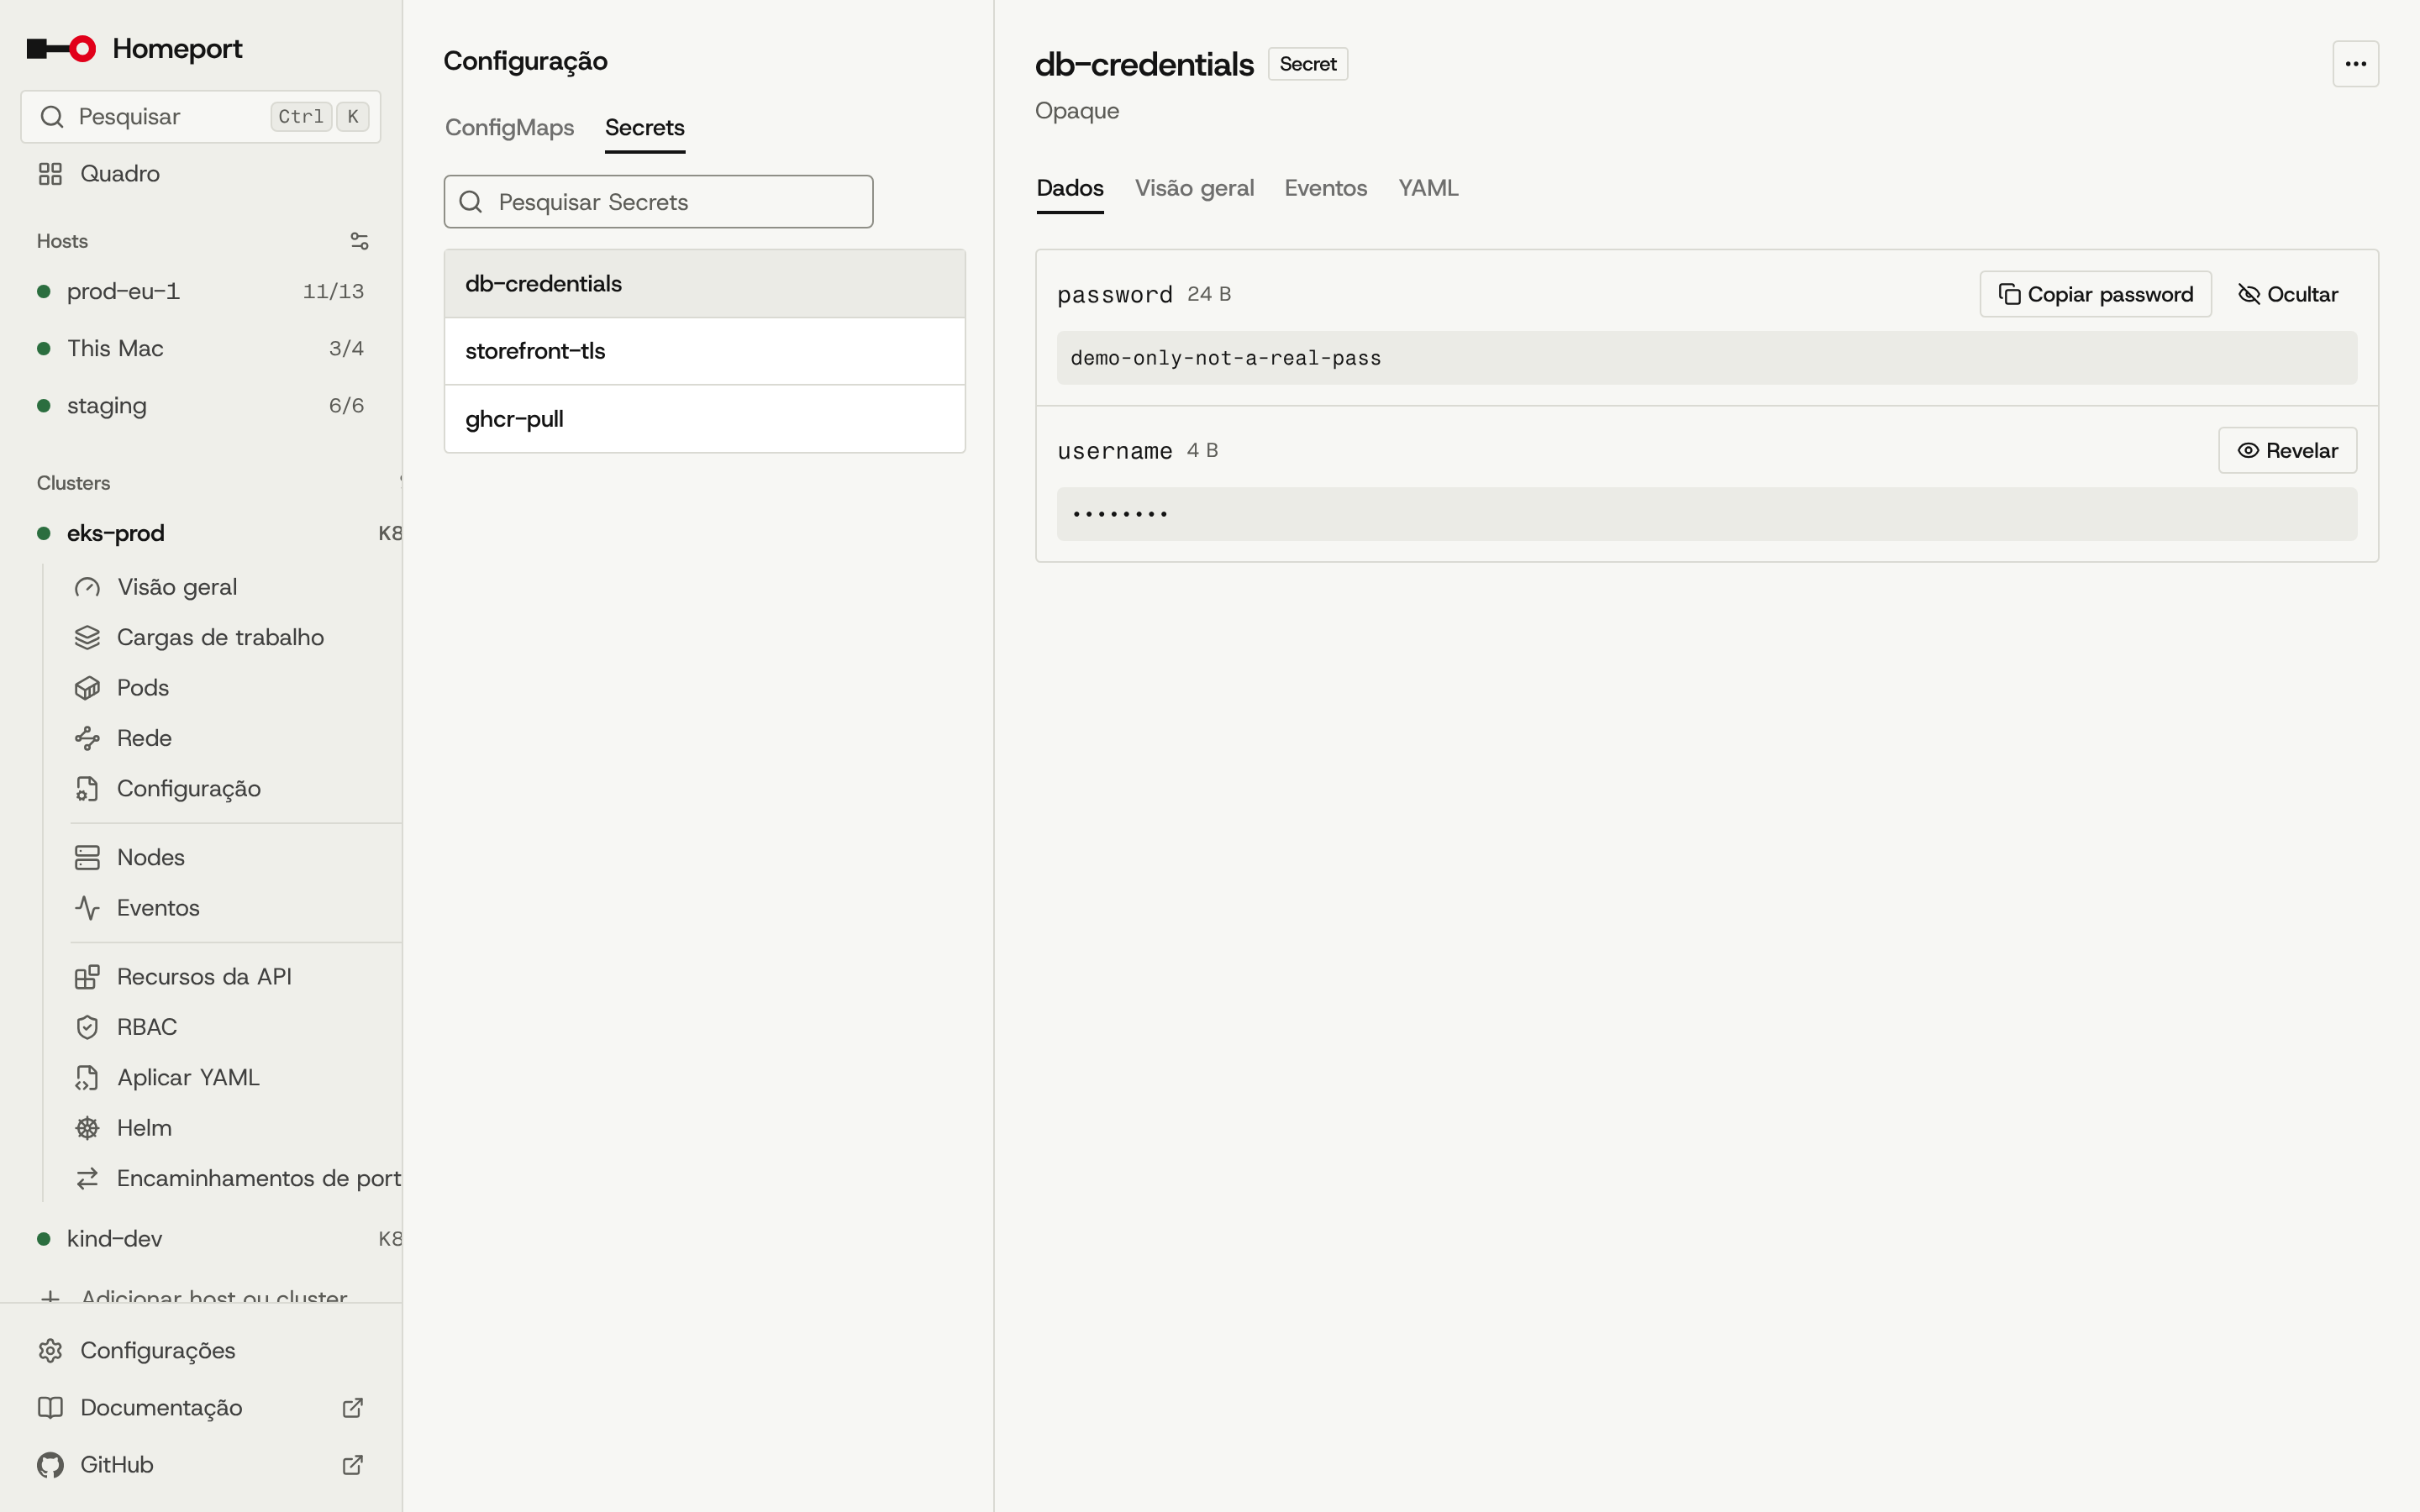 Homeport
Pesquisar Ctrl K
Quadro
Hosts
prod-eu-1 11/13
This Mac 3/4
staging 6/6
Clusters
eks-prod K8
Visão geral
Cargas de trabalho
Pods
Rede
Configuração
Nodes
Eventos
Recursos da API
RBAC
Aplicar YAML
Helm
Encaminhamentos de port
kind-dev K8
Adicionar host ou cluster
Configurações
Documentação
GitHub
Configuração
ConfigMaps Secrets
Pesquisar Secrets
db-credentials
storefront-tls
ghcr-pull
db-credentials Secret
Opaque
Dados Visão geral Eventos YAML
password 24 B Copiar password Ocultar
demo-only-not-a-real-pass
username 4 B Revelar
••••••••